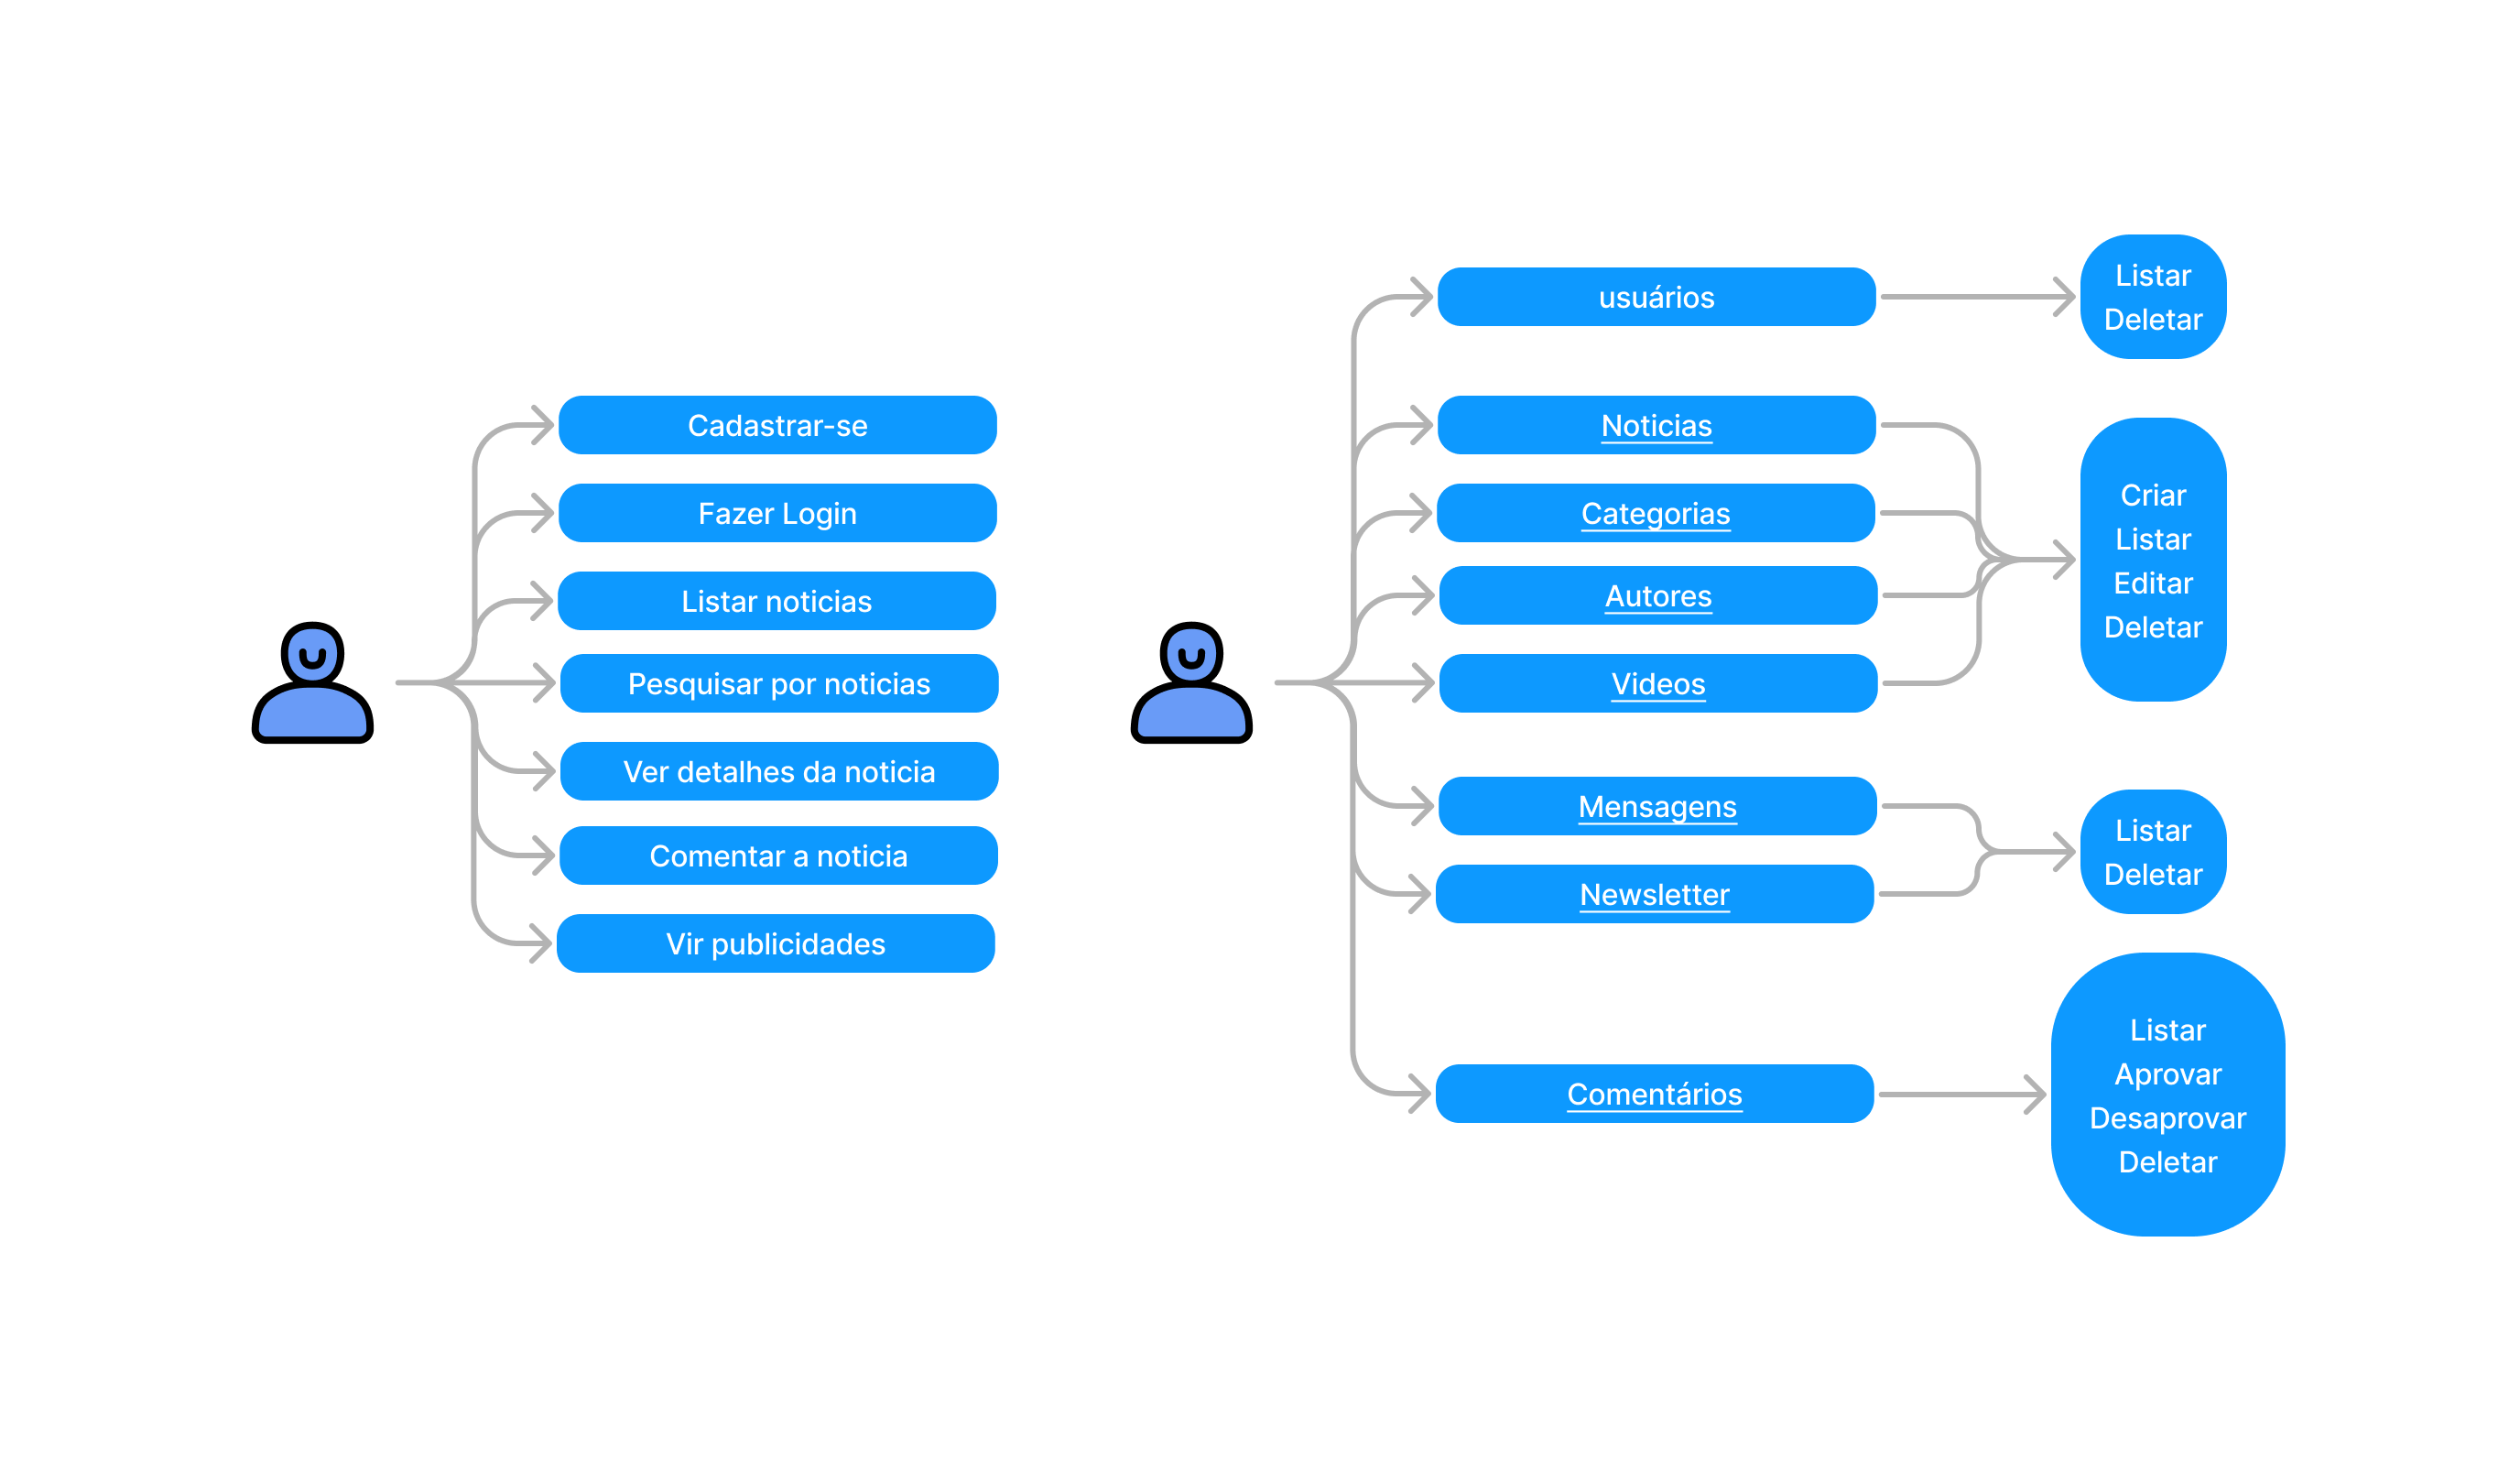 Cadastrar-se
Fazer Login
Listar noticias
Pesquisar por noticias
Ver detalhes da noticia
Comentar a noticia
Vir publicidades
usuários
Noticias
Categorias
Autores
Videos
Mensagens
Newsletter
Comentários
Listar
Deletar
Criar
Listar
Editar
Deletar
Listar
Deletar
Listar
Aprovar
Desaprovar
Deletar